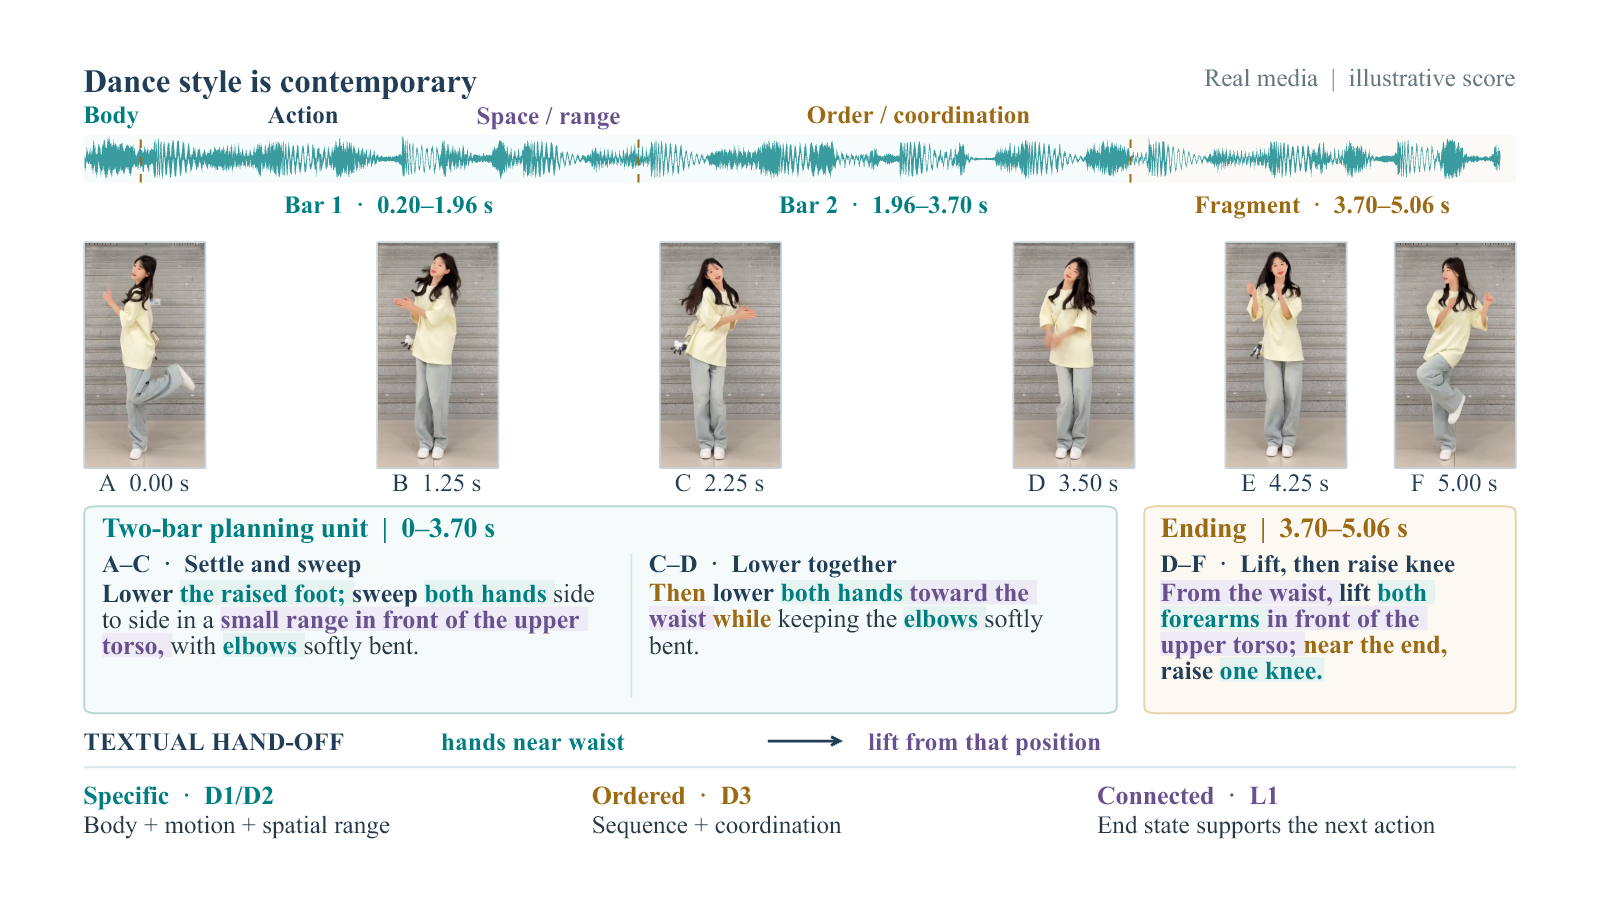 Dance style is contemporary
Real media | illustrative score
Body Action Space / range Order / coordination
Bar 1 · 0.20–1.96 s
Bar 2 · 1.96–3.70 s
Fragment · 3.70–5.06 s
A 0.00 s
B 1.25 s
C 2.25 s
D 3.50 s
E 4.25 s
F 5.00 s
Two-bar planning unit | 0–3.70 s
A–C · Settle and sweep
Lower the raised foot; sweep both hands side
to side in a small range in front of the upper
torso, with elbows softly bent.
C–D · Lower together
Then lower both hands toward the
waist while keeping the elbows softly
bent.
Ending | 3.70–5.06 s
D–F · Lift, then raise knee
From the waist, lift both
forearms in front of the
upper torso; near the end,
raise one knee.
TEXTUAL HAND-OFF hands near waist → lift from that position
Specific · D1/D2
Body + motion + spatial range
Ordered · D3
Sequence + coordination
Connected · L1
End state supports the next action